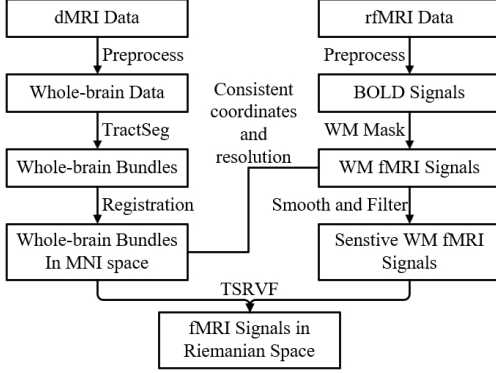 dMRI Data
rfMRI Data
Preprocess
Preprocess
Whole-brain Data
Consistent
coordinates
and
resolution
BOLD Signals
TractSeg
WM Mask
Whole-brain Bundles
WM fMRI Signals
Registration
Smooth and Filter
Whole-brain Bundles
In MNI space
Senstive WM fMRI
Signals
TSRVF
fMRI Signals in
Riemanian Space